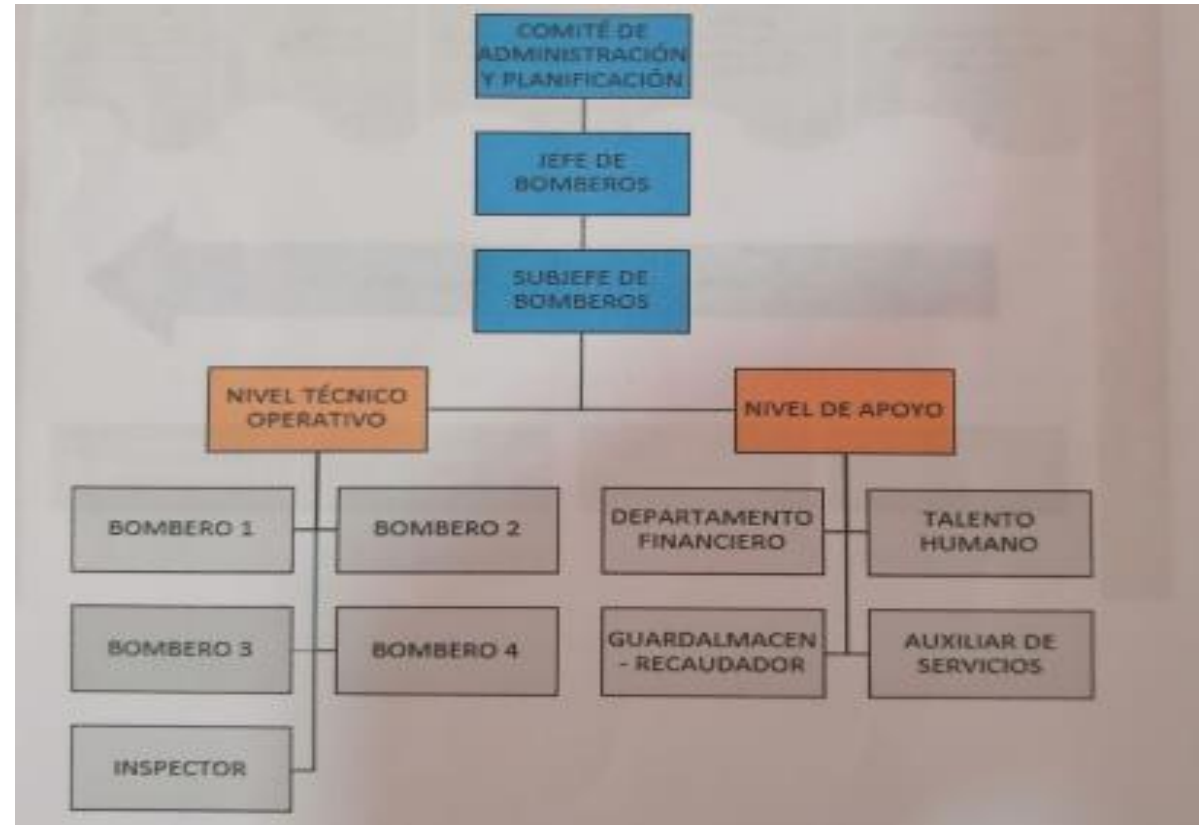 COMITÉ DE
ADMINISTRACIÓN
Y PLANIFICACIÓN
JEFE DE
BOMBEROS
SUBJEFE DE
BOMBEROS
NIVEL TÉCNICO
OPERATIVO
NIVEL DE APOYO
BOMBERO 1
BOMBERO 2
DEPARTAMENTO
FINANCIERO
TALENTO
HUMANO
BOMBERO 3
BOMBERO 4
GUARDALMACEN
- RECAUDADOR
AUXILIAR DE
SERVICIOS
INSPECTOR